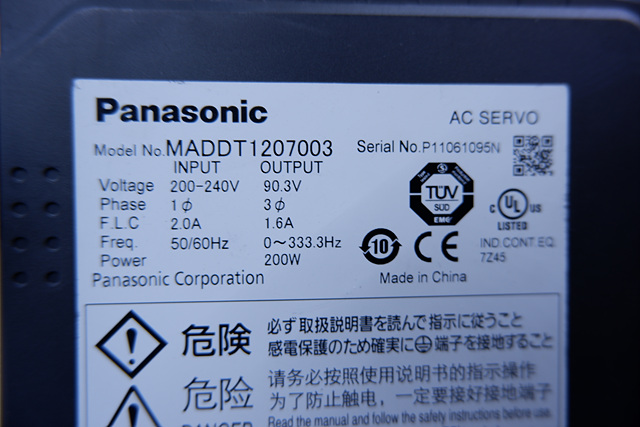 Panasonic
AC SERVO
Model No. MADDT1207003
Serial No. P11061095N
INPUT OUTPUT
Voltage 200-240V 90.3V
Phase 1ϕ 3ϕ
F.L.C 2.0A 1.6A
Freq. 50/60Hz 0~333.3Hz
Power 200W
Panasonic Corporation
TÜV
SÜD
EMC
C UL US
LISTED
IND. CONT. EQ.
7Z45
10
CE
Made in China
危険
必ず取扱説明書を読んで指示に従うこと
感電保護のため確実に⏚端子を接地すること
危险
请务必按照使用说明书的指示操作
为了防止触电，一定要接好接地端子
DANGER
Read the manual and follow the safety instructions before use.